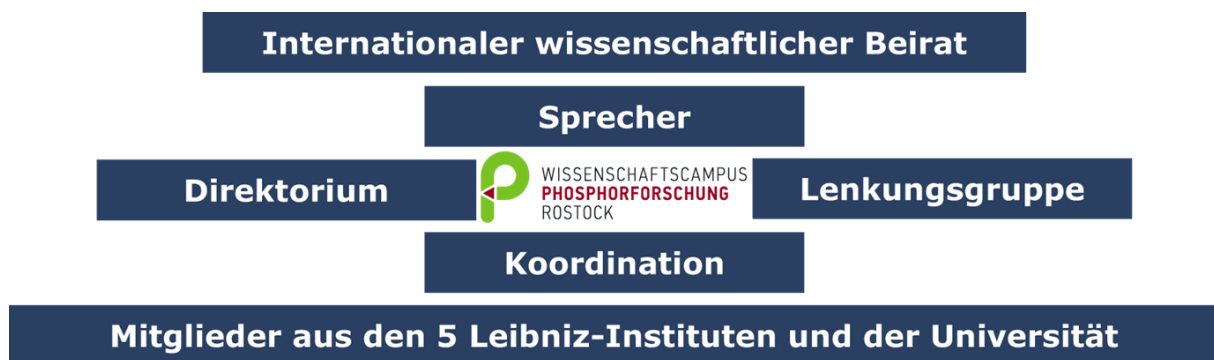 Internationaler wissenschaftlicher Beirat
Sprecher
Direktorium
WISSENSCHAFTSCAMPUS
PHOSPHORFORSCHUNG
ROSTOCK
Lenkungsgruppe
Koordination
Mitglieder aus den 5 Leibniz-Instituten und der Universität